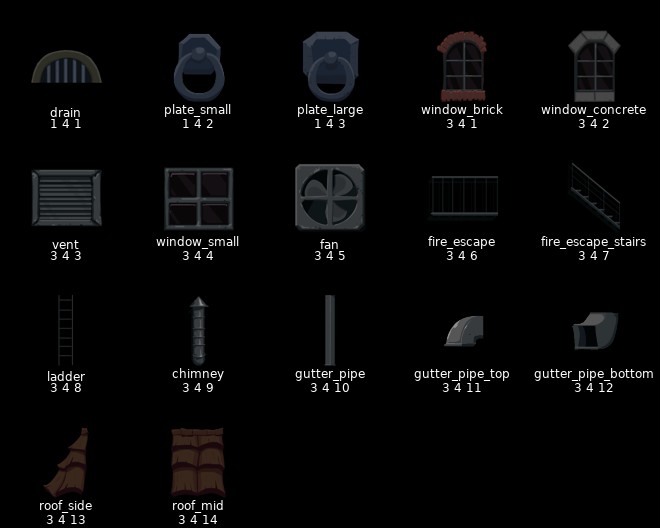 drain
1 4 1
plate_small
1 4 2
plate_large
1 4 3
window_brick
3 4 1
window_concrete
3 4 2
vent
3 4 3
window_small
3 4 4
fan
3 4 5
fire_escape
3 4 6
fire_escape_stairs
3 4 7
ladder
3 4 8
chimney
3 4 9
gutter_pipe
3 4 10
gutter_pipe_top
3 4 11
gutter_pipe_bottom
3 4 12
roof_side
3 4 13
roof_mid
3 4 14